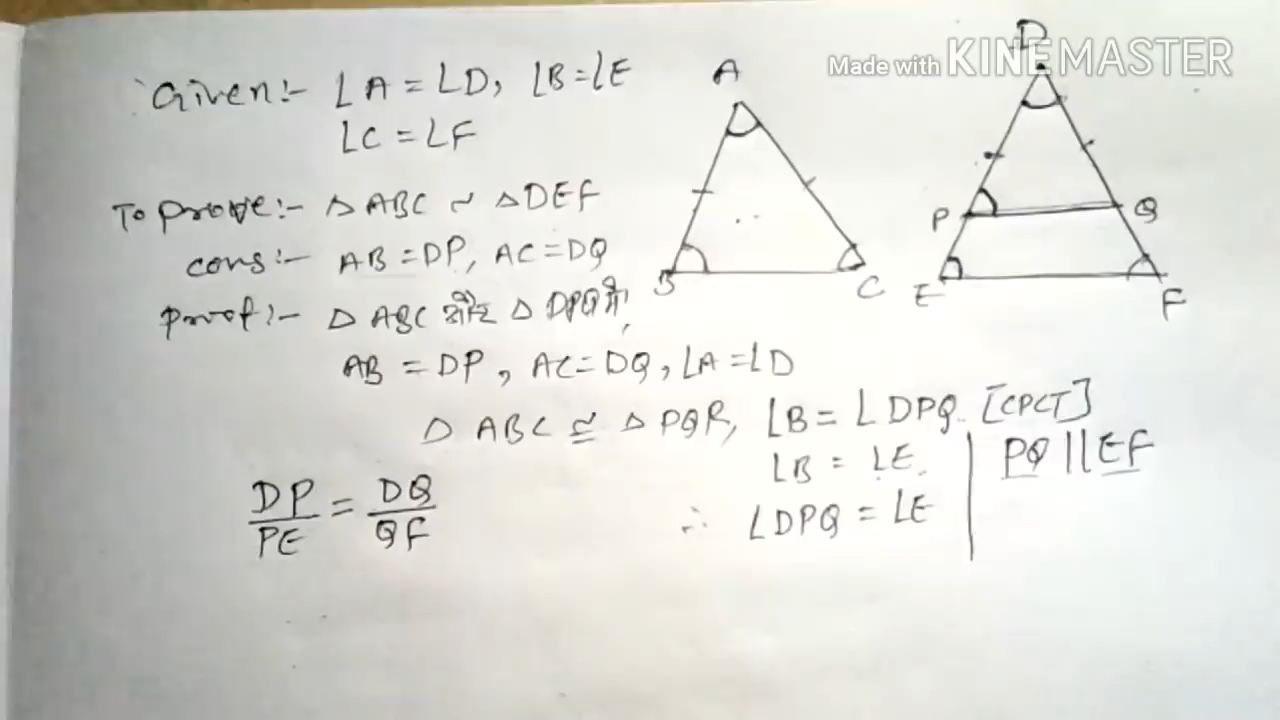 Made with KINEMASTER
Given:- ∠A = ∠D, ∠B = ∠E
∠C = ∠F
To prove:- △ ABC ~ △DEF
cons:- AB = DP, AC = DQ
proof:- △ ABC और △ DPQ में,
AB = DP, AC = DQ, ∠A = ∠D
△ ABC ≅ △ PQR, ∠B = ∠DPQ [CPCT]
∠B = ∠E
∴ ∠DPQ = ∠E
PQ || EF
DP/PE = DQ/QF
A
B
C
D
P
Q
E
F